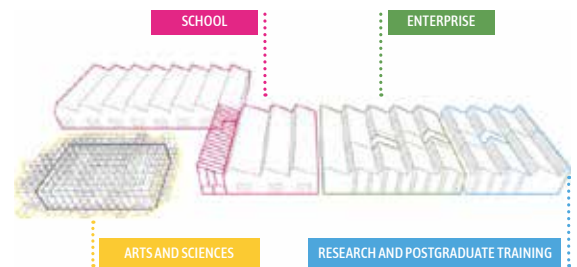 SCHOOL
ENTERPRISE
ARTS AND SCIENCES
RESEARCH AND POSTGRADUATE TRAINING